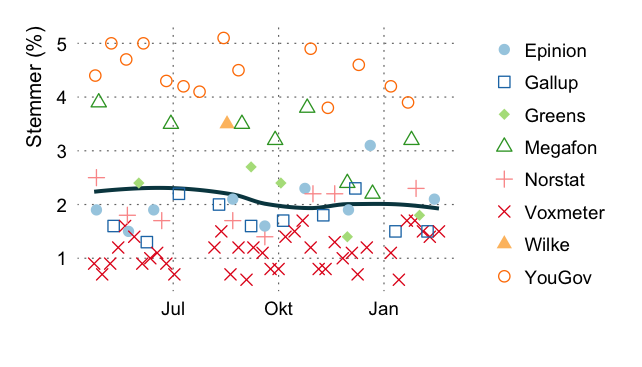 Stemmer (%)
5
4
3
2
1
Jul
Okt
Jan
Epinion
Gallup
Greens
Megafon
Norstat
Voxmeter
Wilke
YouGov